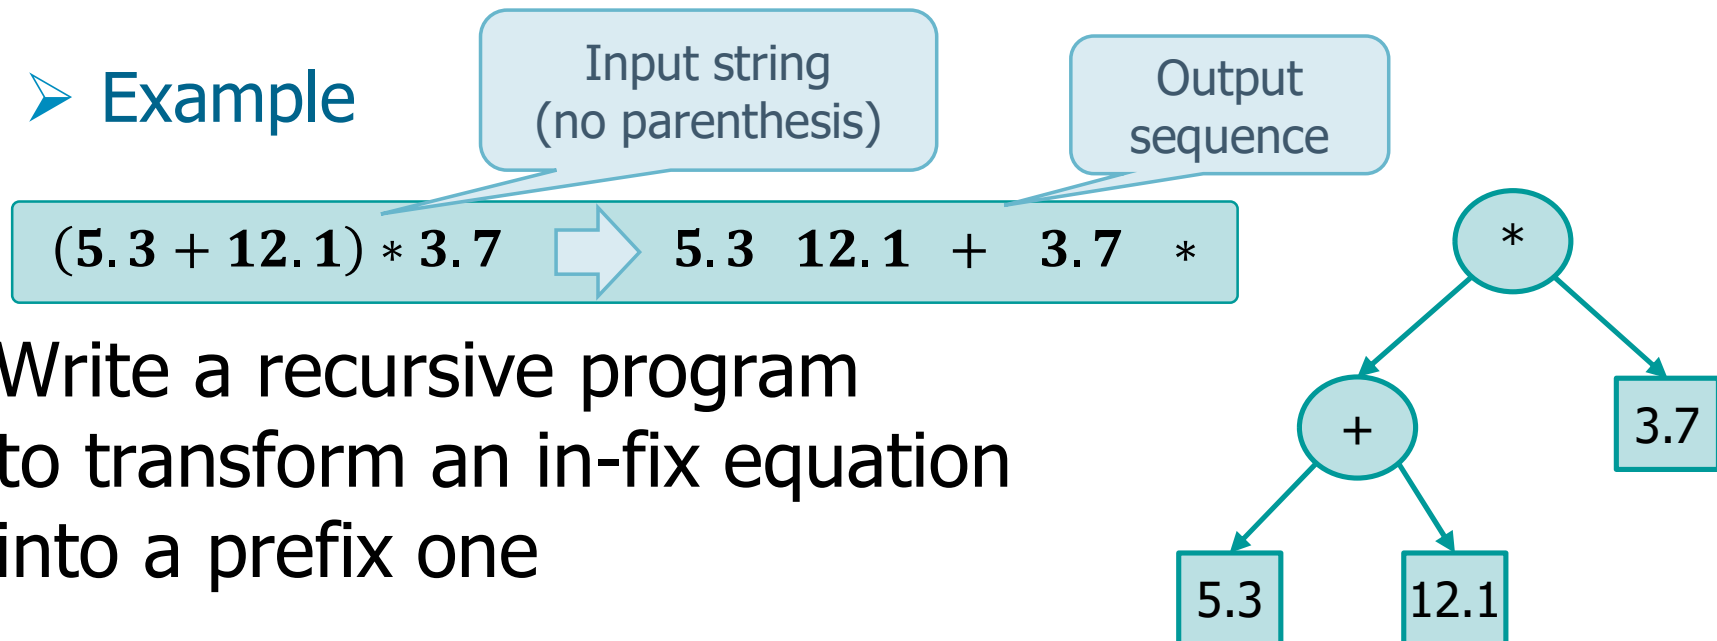 Example
Input string
(no parenthesis)
Output
sequence
(5.3 + 12.1) * 3.7 5.3 12.1 + 3.7 *
Write a recursive program
to transform an in-fix equation
into a prefix one
*
+
3.7
5.3
12.1